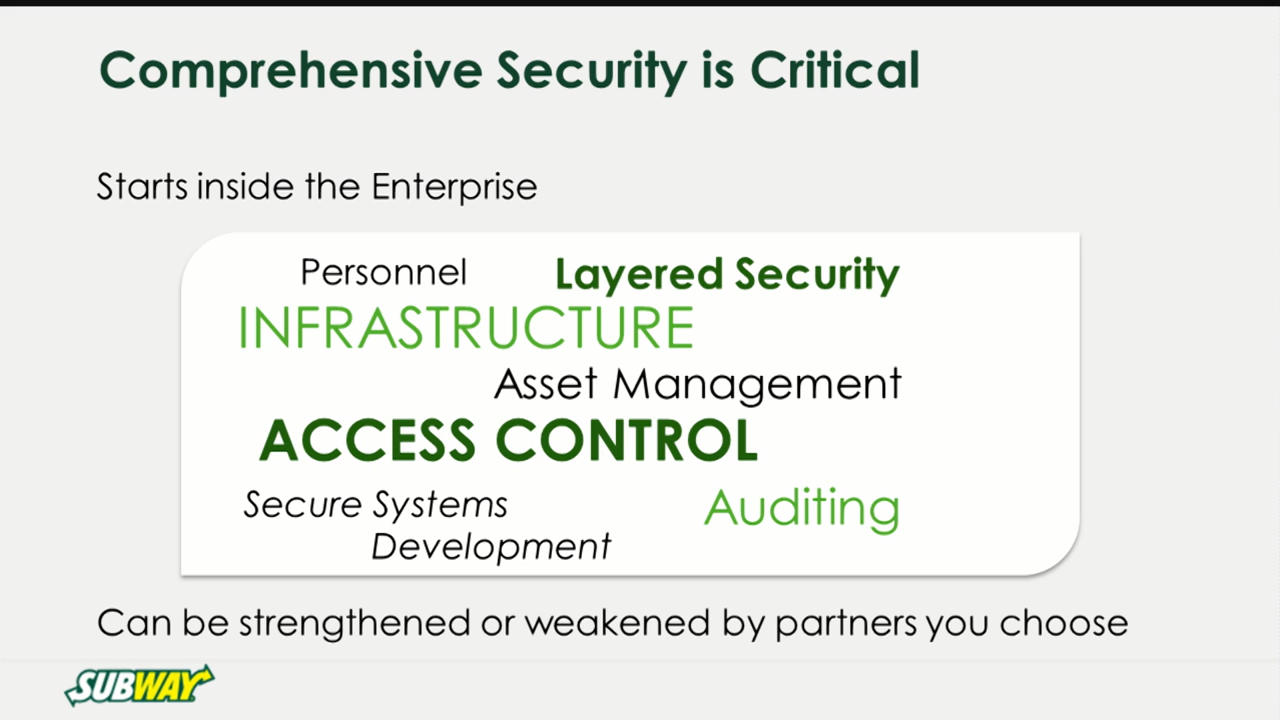 Comprehensive Security is Critical
Starts inside the Enterprise
Personnel
Layered Security
INFRASTRUCTURE
Asset Management
ACCESS CONTROL
Secure Systems
Development
Auditing
Can be strengthened or weakened by partners you choose
SUBWAY